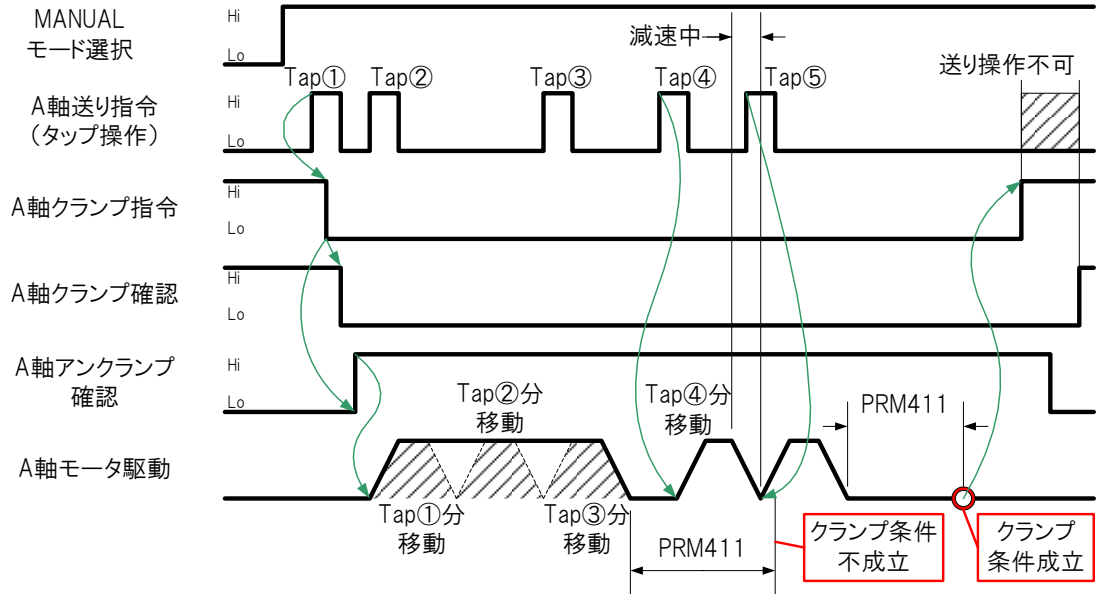 MANUAL
モード選択
Hi
Lo
減速中
送り操作不可
Tap①
Tap②
Tap③
Tap④
Tap⑤
A軸送り指令
（タップ操作）
Hi
Lo
A軸クランプ指令
Hi
Lo
A軸クランプ確認
Hi
Lo
A軸アンクランプ
確認
Hi
Lo
Tap②分
移動
Tap④分
移動
PRM411
A軸モータ駆動
Tap①分
移動
Tap③分
移動
PRM411
クランプ条件
不成立
クランプ
条件成立